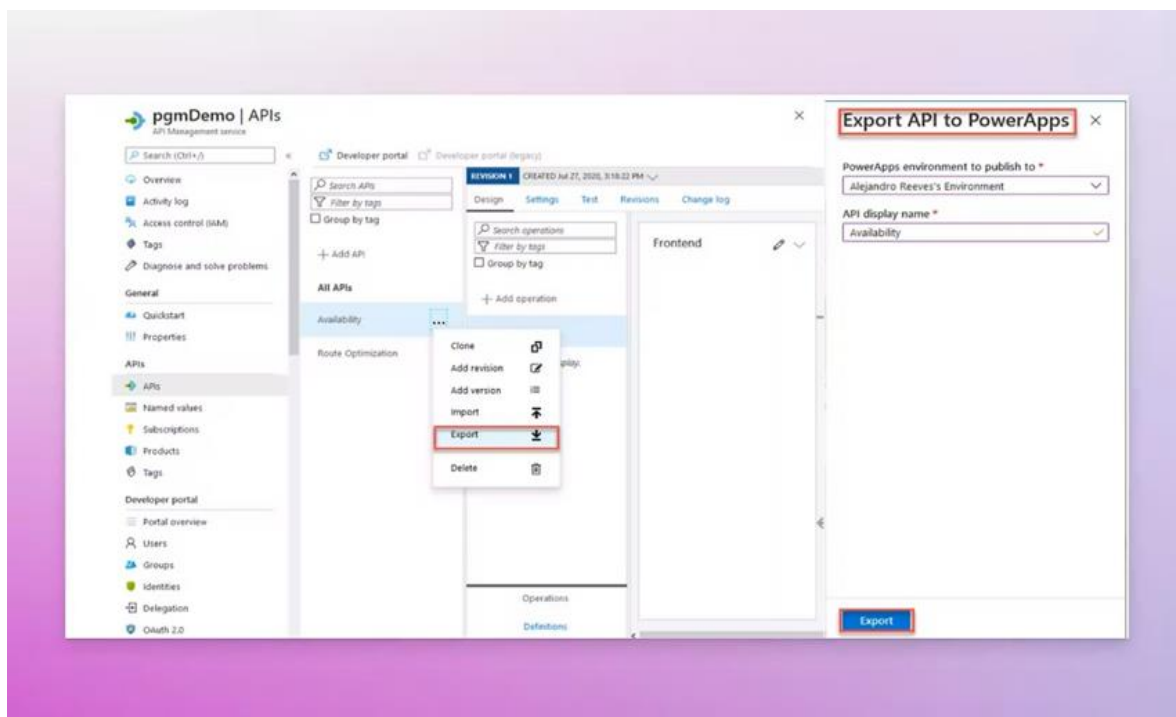 pgmDemo | APIs
API Management service
Search (Ctrl+/)
Overview
Activity log
Access control (IAM)
Tags
Diagnose and solve problems
General
Quickstart
Properties
APIs
APIs
Named values
Subscriptions
Products
Tags
Developer portal
Portal overview
Users
Groups
Identities
Delegation
OAuth 2.0
Developer portal
Developer portal (legacy)
Search APIs
Filter by tags
Group by tag
Add API
All APIs
Availability
Route Optimization
Clone
Add revision
Add version
Import
Export
Delete
REVISION 1 CREATED Jul 27, 2020, 3:18:22 PM
Design Settings Test Revisions Change log
Search operations
Filter by tags
Group by tag
Add operation
Operations
Definitions
Frontend
Export API to PowerApps
PowerApps environment to publish to *
Alejandro Reeves's Environment
API display name *
Availability
Export